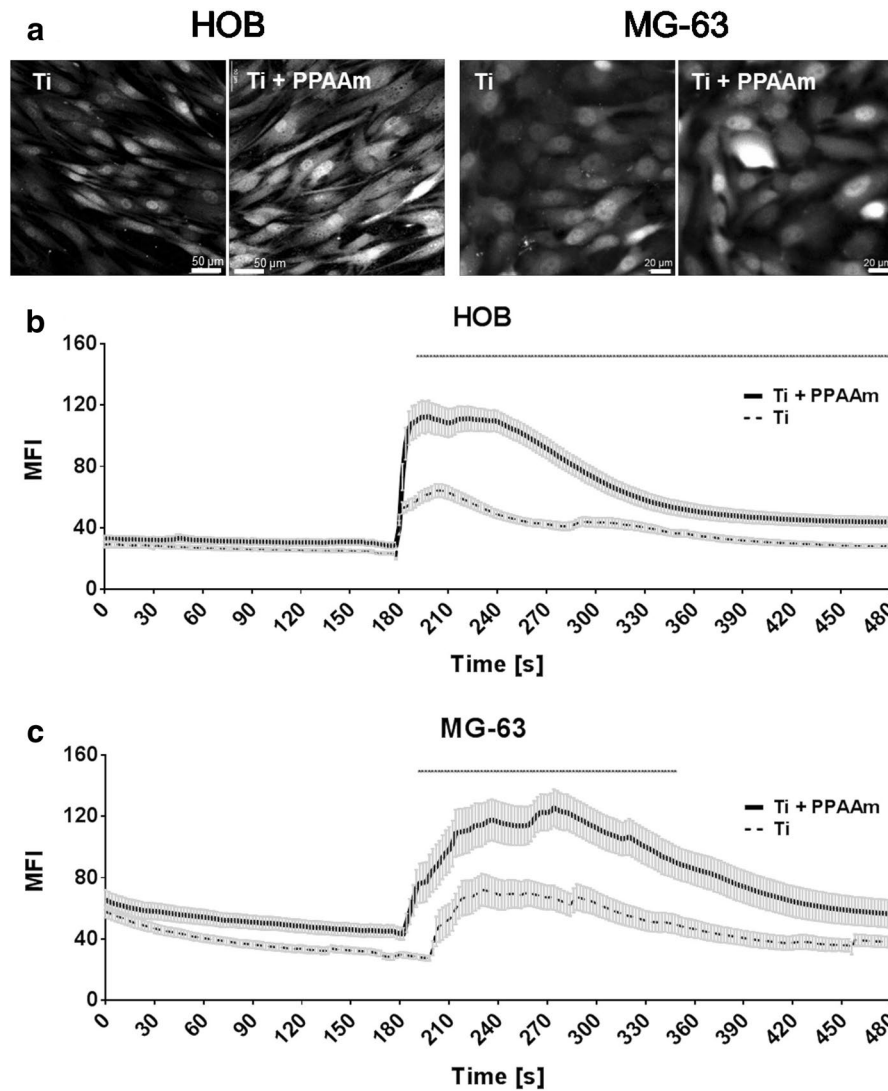 a HOB MG-63
Ti Ti + PPAAm Ti Ti + PPAAm
50 µm 50 µm 20 µm 20 µm
b HOB
160
120
80
40
0
MFI
Ti + PPAAm
Ti
0 30 60 90 120 150 180 210 240 270 300 330 360 390 420 450 480
Time [s]
c MG-63
160
120
80
40
0
MFI
Ti + PPAAm
Ti
0 30 60 90 120 150 180 210 240 270 300 330 360 390 420 450 480
Time [s]